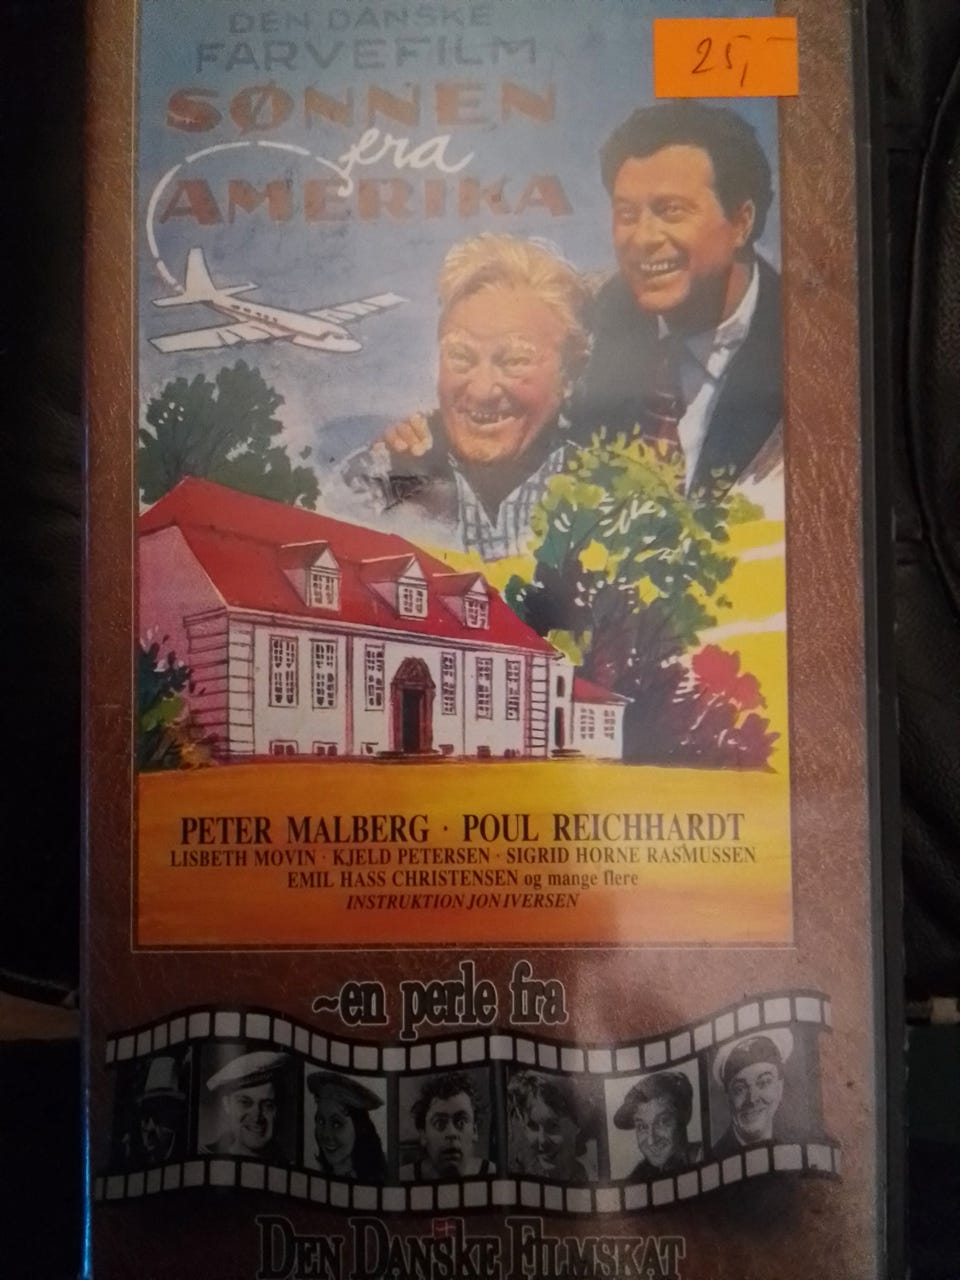 DEN DANSKE
FARVEFILM
25,-
SØNNEN
fra
AMERIKA
PETER MALBERG · POUL REICHHARDT
LISBETH MOVIN · KJELD PETERSEN · SIGRID HORNE RASMUSSEN
EMIL HASS CHRISTENSEN og mange flere
INSTRUKTION JON IVERSEN
~en perle fra
DEN DANSKE FILMSKAT